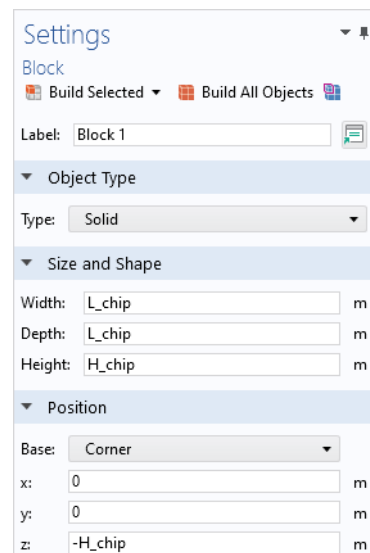 Settings
Block
Build Selected Build All Objects
Label: Block 1
Object Type
Type: Solid
Size and Shape
Width: L_chip m
Depth: L_chip m
Height: H_chip m
Position
Base: Corner
x: 0 m
y: 0 m
z: -H_chip m